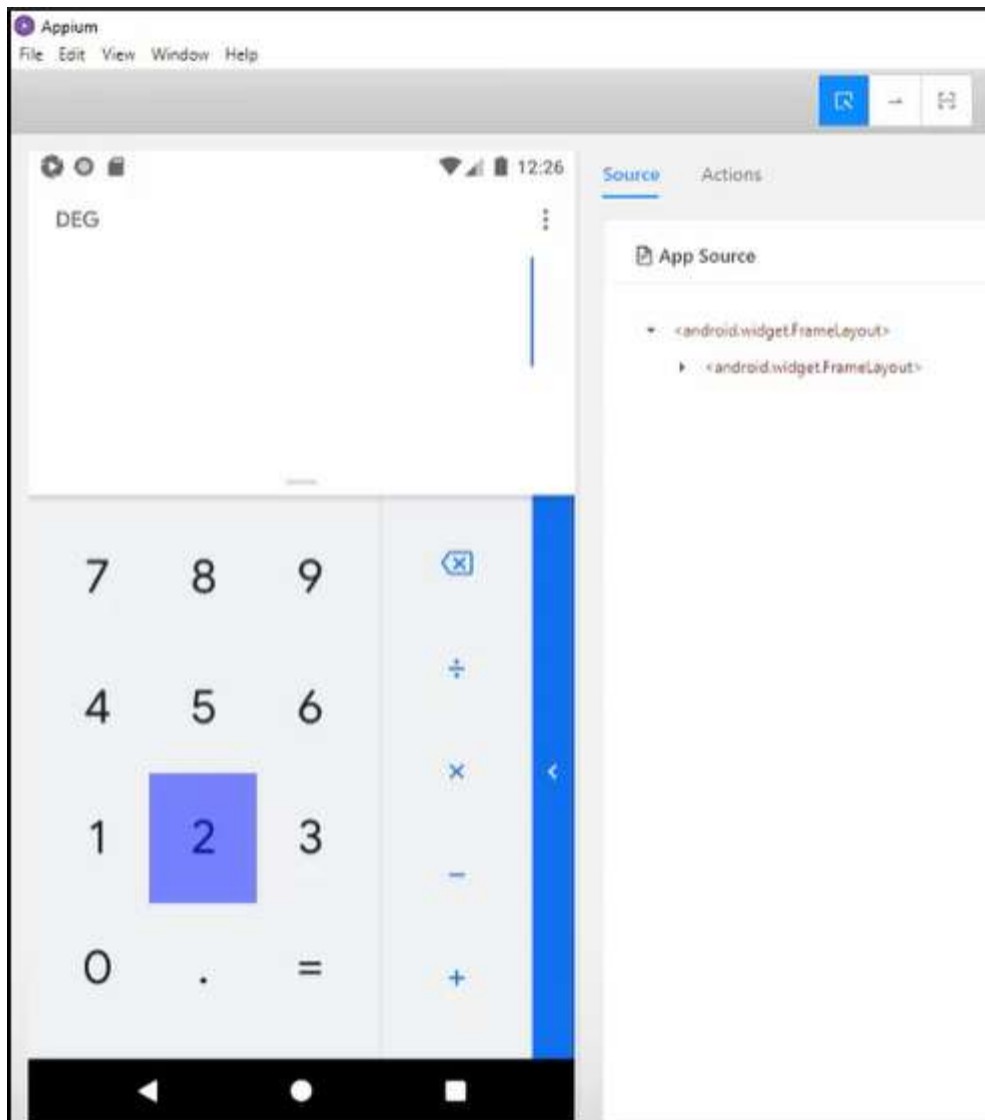 Appium
File Edit View Window Help
12:26
DEG
Source Actions
App Source
<android.widget.FrameLayout>
<android.widget.FrameLayout>
7 8 9
÷
4 5 6
×
1 2 3
−
0 . =
+